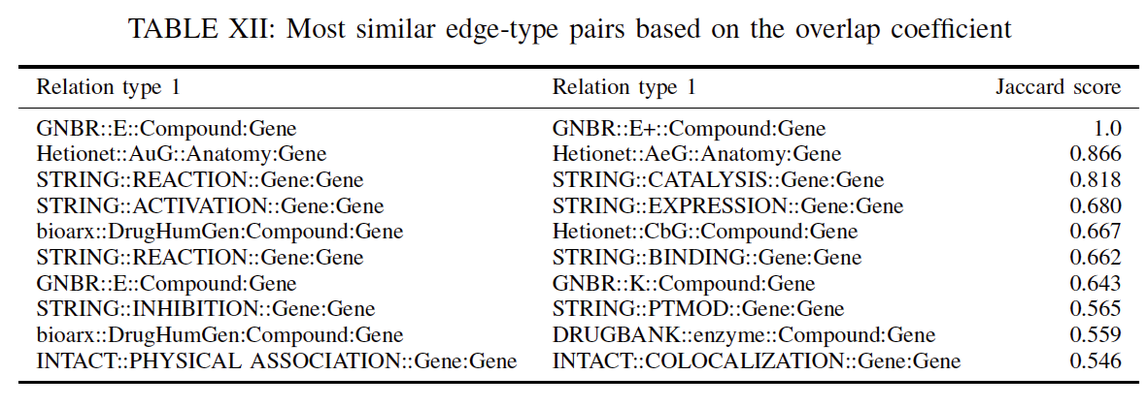 TABLE XII: Most similar edge-type pairs based on the overlap coefficient
Relation type 1 Relation type 1 Jaccard score
GNBR::E::Compound:Gene GNBR::E+::Compound:Gene 1.0
Hetionet::AuG::Anatomy:Gene Hetionet::AeG::Anatomy:Gene 0.866
STRING::REACTION::Gene:Gene STRING::CATALYSIS::Gene:Gene 0.818
STRING::ACTIVATION::Gene:Gene STRING::EXPRESSION::Gene:Gene 0.680
bioarx::DrugHumGen:Compound:Gene Hetionet::CbG::Compound:Gene 0.667
STRING::REACTION::Gene:Gene STRING::BINDING::Gene:Gene 0.662
GNBR::E::Compound:Gene GNBR::K::Compound:Gene 0.643
STRING::INHIBITION::Gene:Gene STRING::PTMOD::Gene:Gene 0.565
bioarx::DrugHumGen:Compound:Gene DRUGBANK::enzyme::Compound:Gene 0.559
INTACT::PHYSICAL ASSOCIATION::Gene:Gene INTACT::COLOCALIZATION::Gene:Gene 0.546